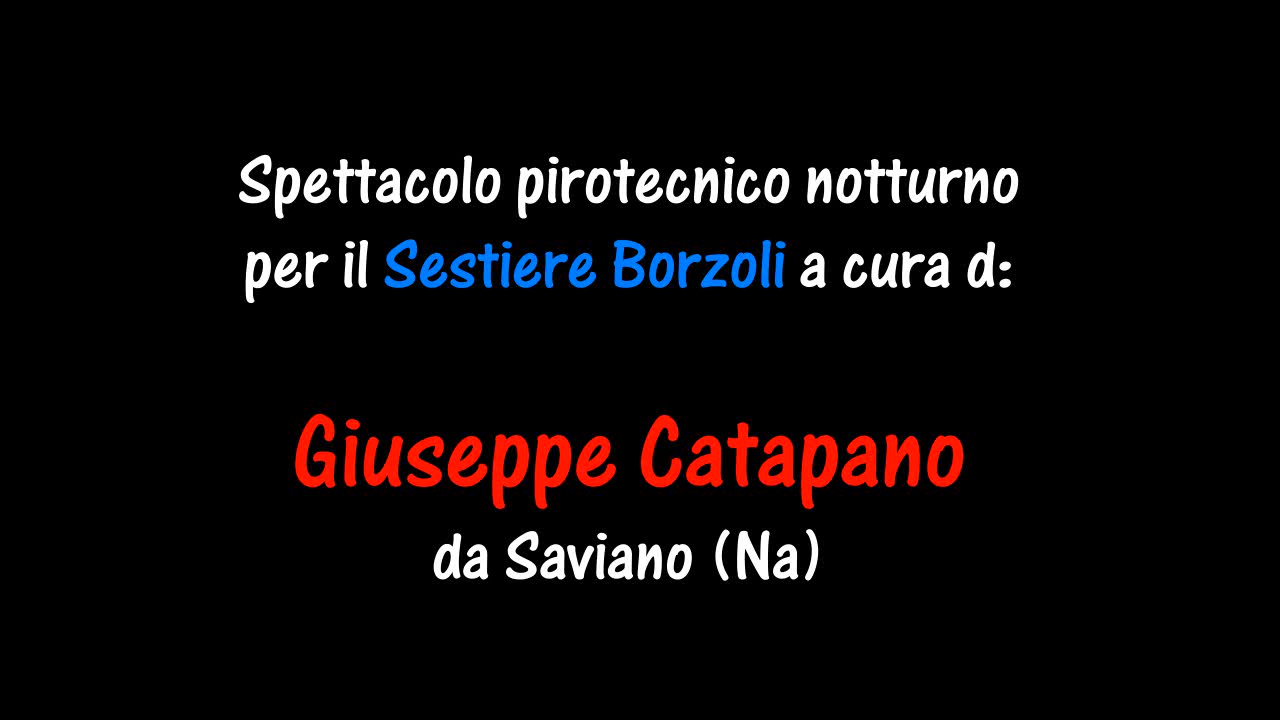 Spettacolo pirotecnico notturno
per il Sestiere Borzoli a cura d:
Giuseppe Catapano
da Saviano (Na)